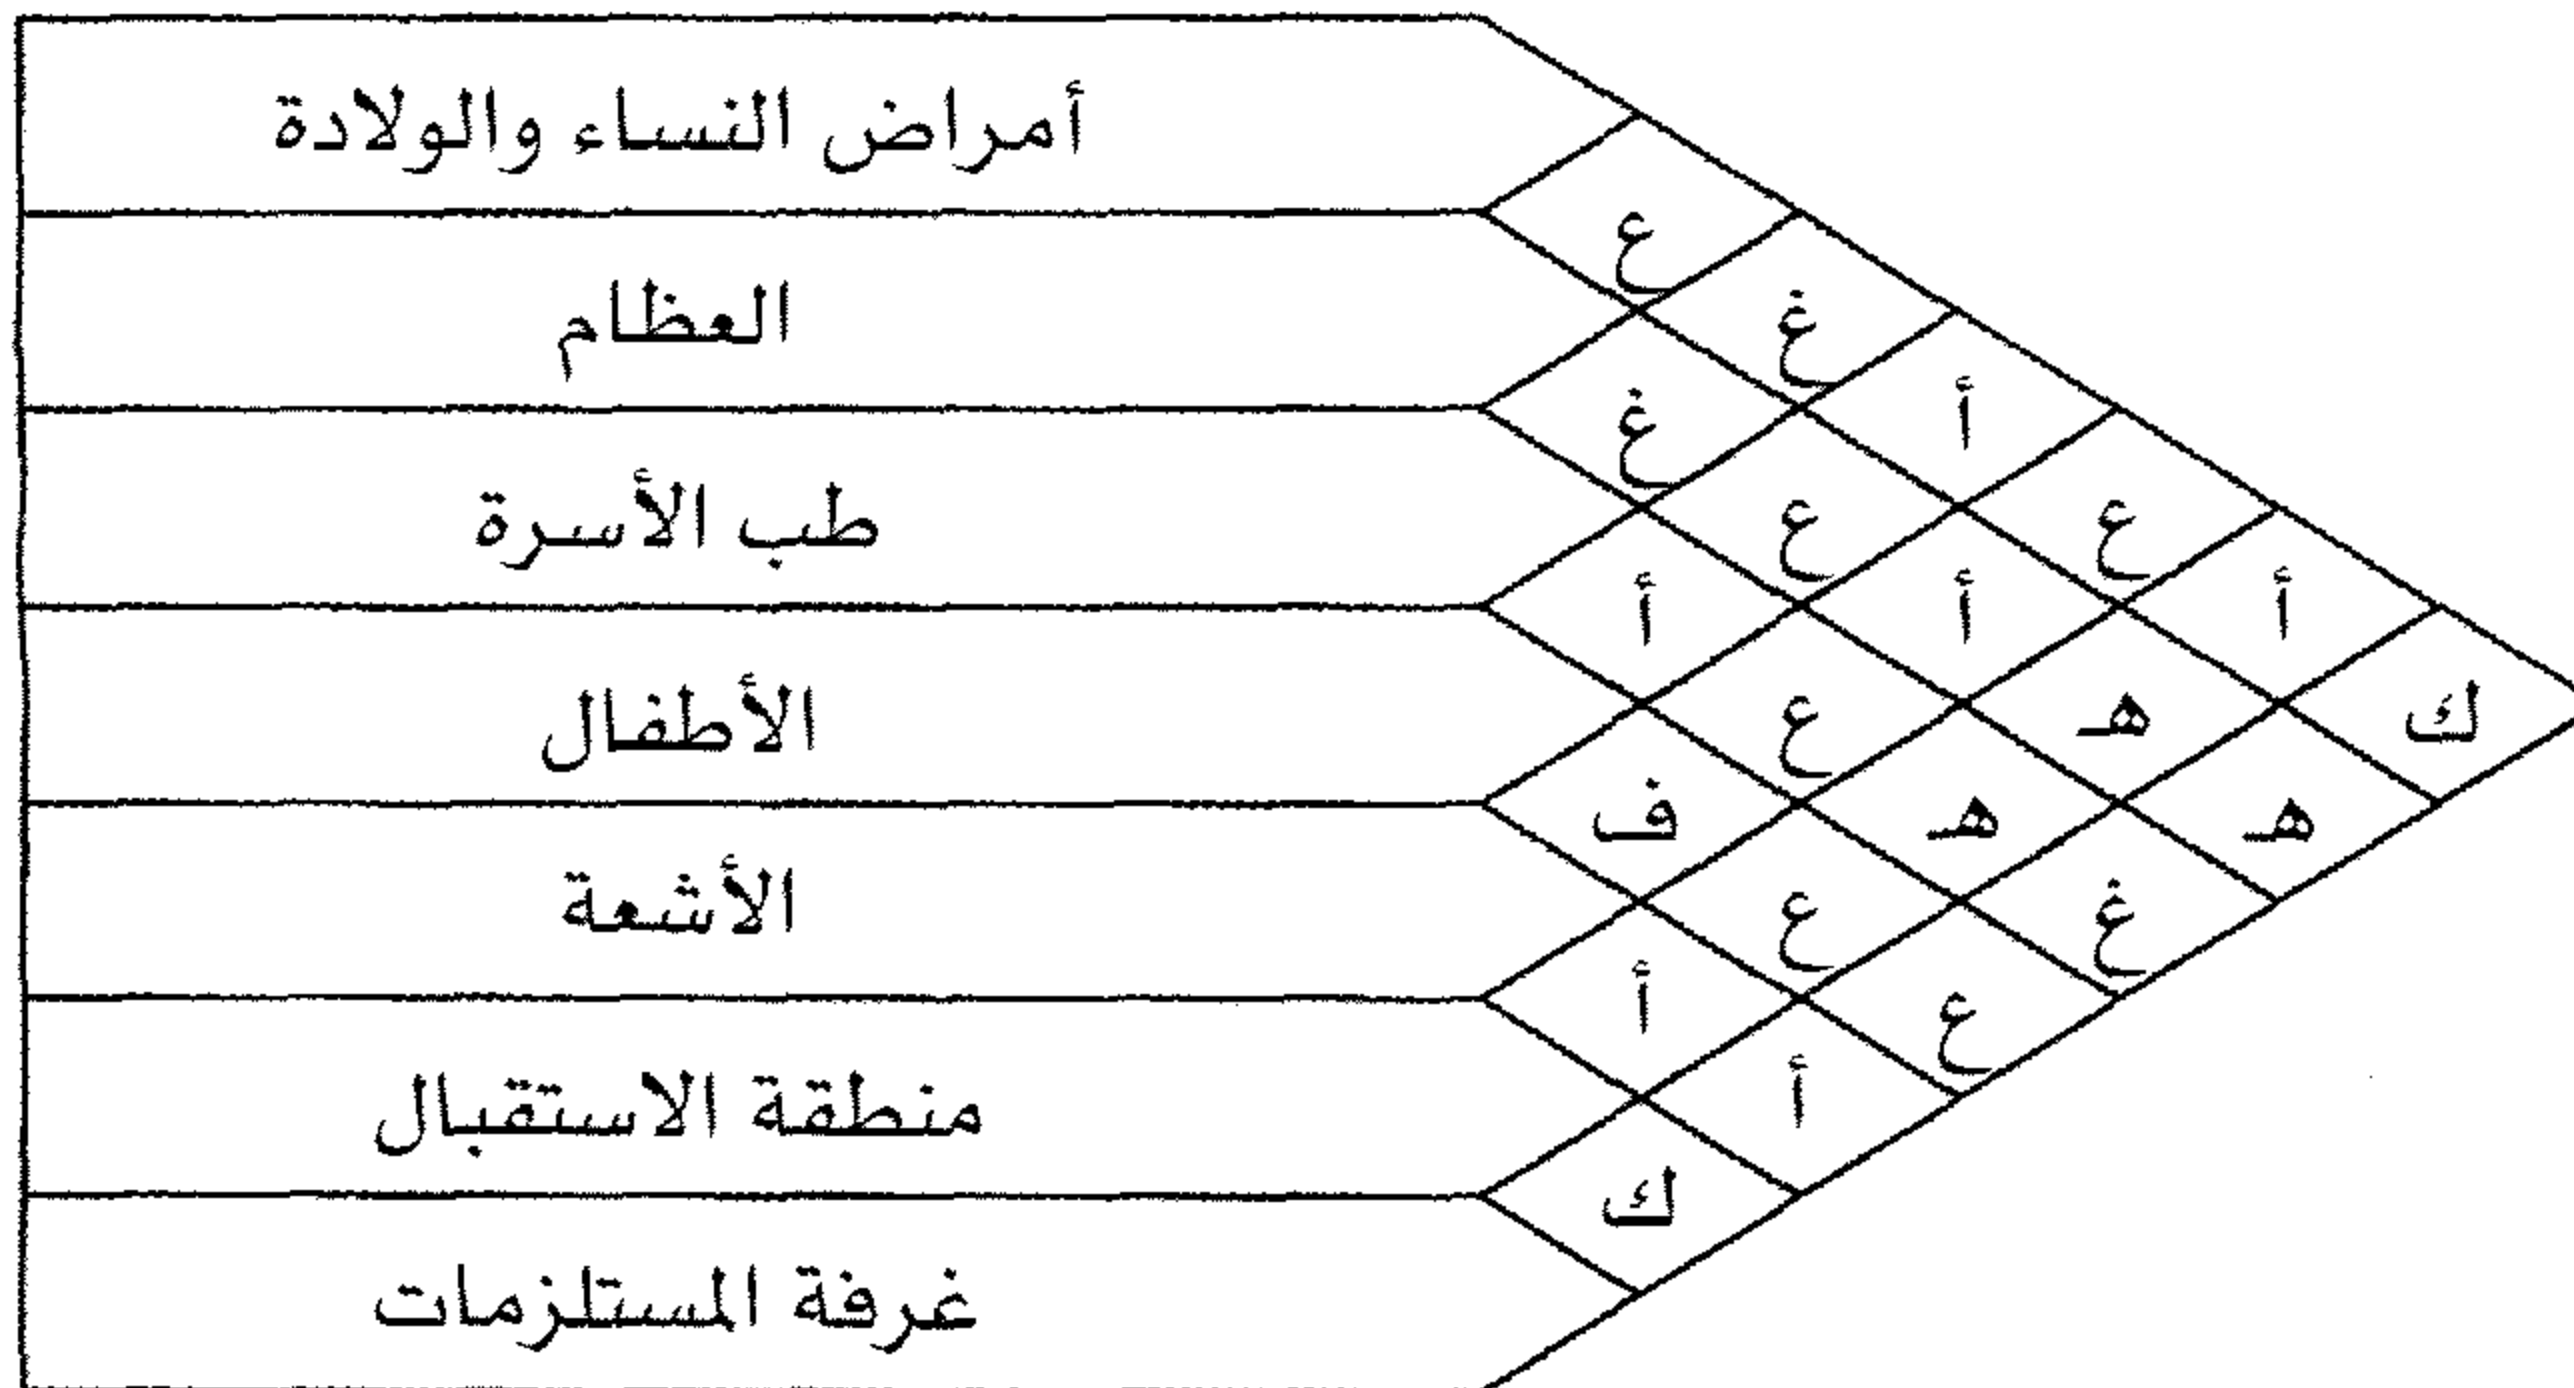 أمراض النساء والولادة
العظام
طب الأسرة
الأطفال
الأشعة
منطقة الاستقبال
غرفة المستلزمات
ع
غ
غ
أ
ع
ع
أ
أ
أ
ع
هـ
ك
ف
هـ
هـ
ع
غ
أ
ع
أ
ك